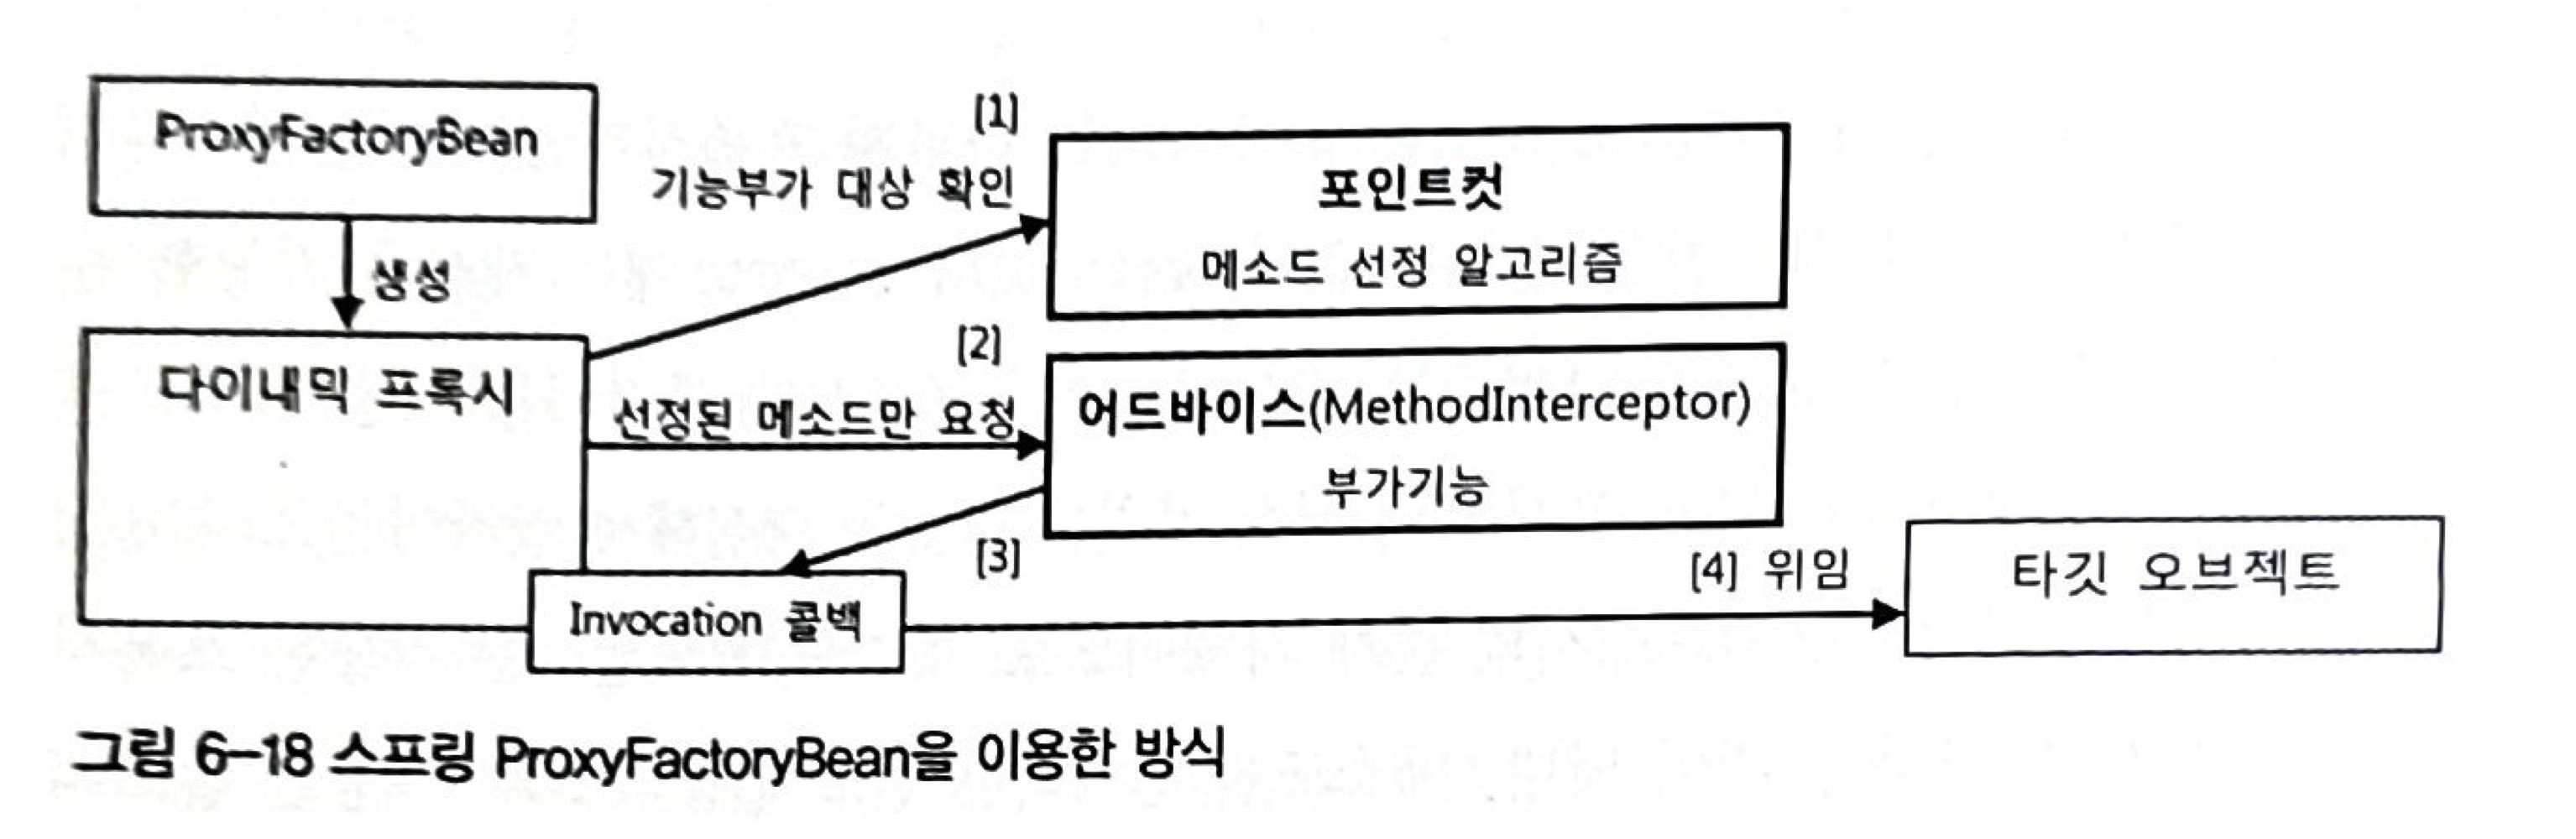 ProxyFactoryBean
생성
다이내믹 프록시
[1]
기능부가 대상 확인
포인트컷
메소드 선정 알고리즘
[2]
선정된 메소드만 요청
어드바이스(MethodInterceptor)
부가기능
[3]
Invocation 콜백
[4] 위임
타깃 오브젝트
그림 6-18 스프링 ProxyFactoryBean을 이용한 방식